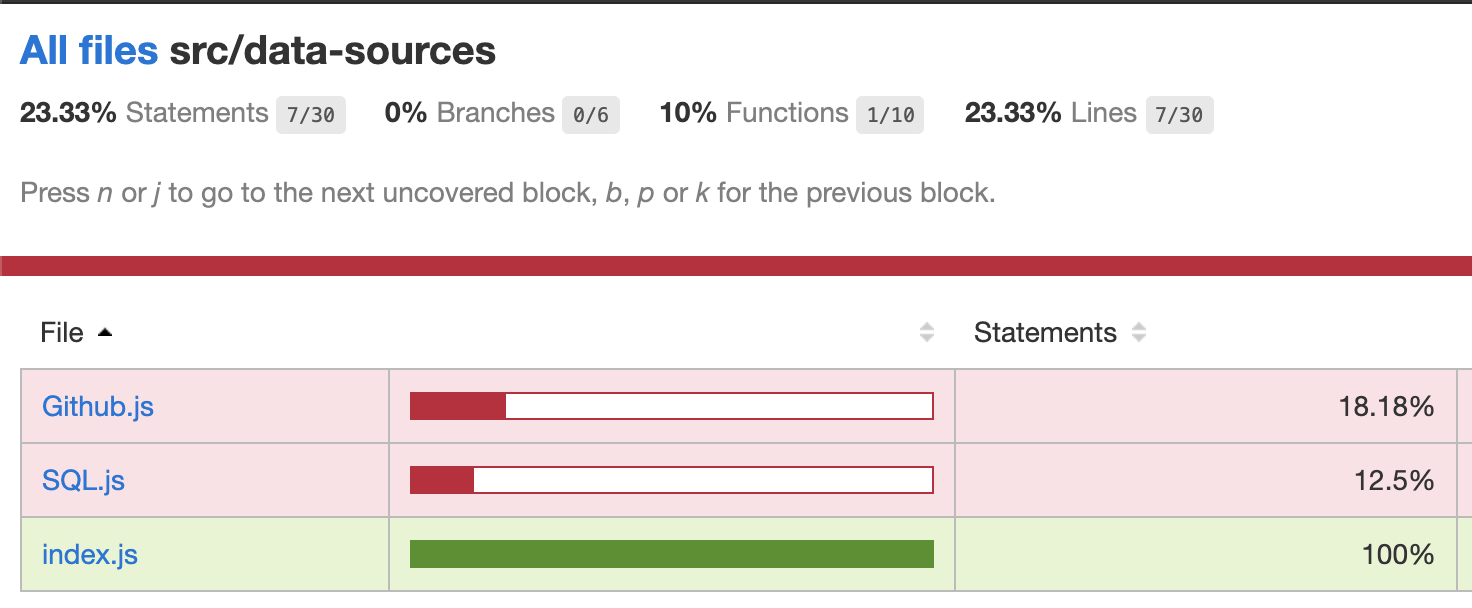 All files src/data-sources
23.33% Statements 7/30 0% Branches 0/6 10% Functions 1/10 23.33% Lines 7/30
Press n or j to go to the next uncovered block, b, p or k for the previous block.
File Statements
Github.js 18.18%
SQL.js 12.5%
index.js 100%